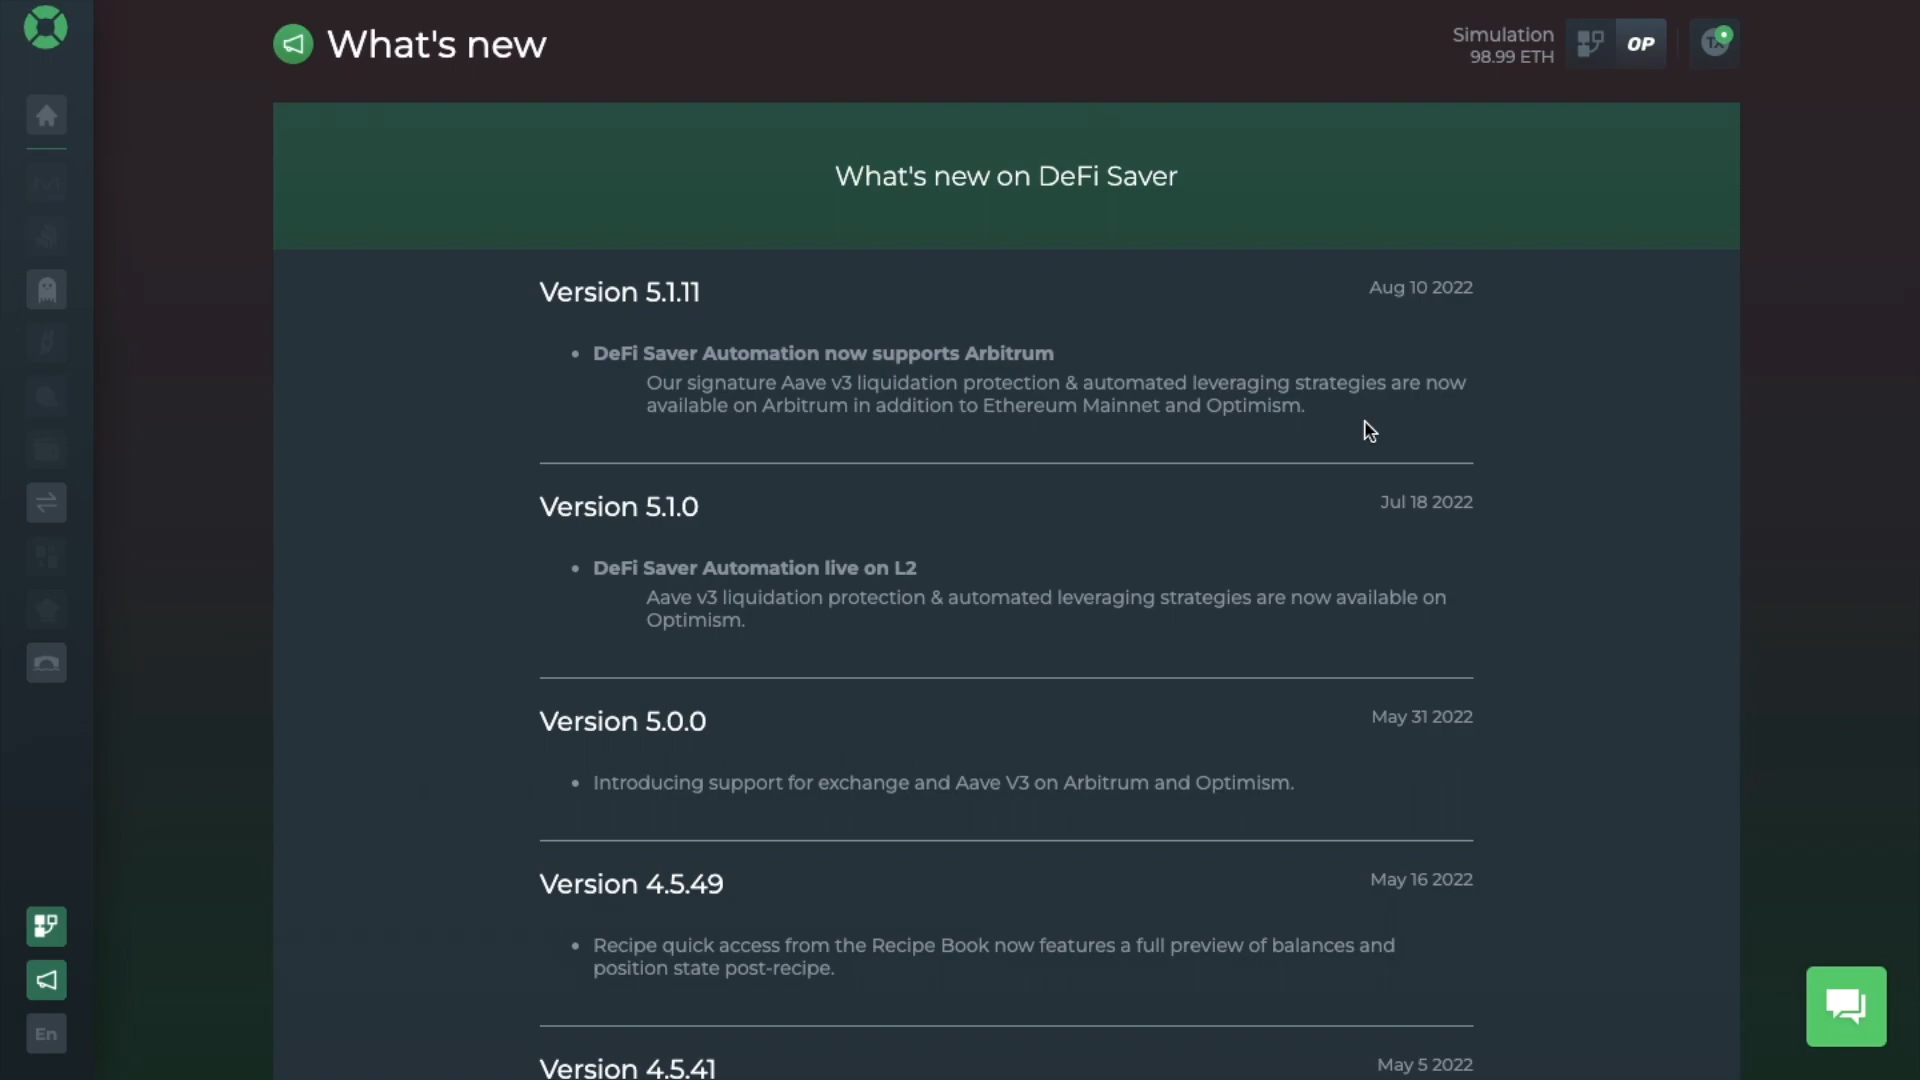 What's new
Simulation
98.99 ETH
OP
What's new on DeFi Saver
Version 5.1.11
Aug 10 2022
DeFi Saver Automation now supports Arbitrum
Our signature Aave v3 liquidation protection & automated leveraging strategies are now
available on Arbitrum in addition to Ethereum Mainnet and Optimism.
Version 5.1.0
Jul 18 2022
DeFi Saver Automation live on L2
Aave v3 liquidation protection & automated leveraging strategies are now available on
Optimism.
Version 5.0.0
May 31 2022
Introducing support for exchange and Aave V3 on Arbitrum and Optimism.
Version 4.5.49
May 16 2022
Recipe quick access from the Recipe Book now features a full preview of balances and
position state post-recipe.
Version 4.5.41
May 5 2022
En